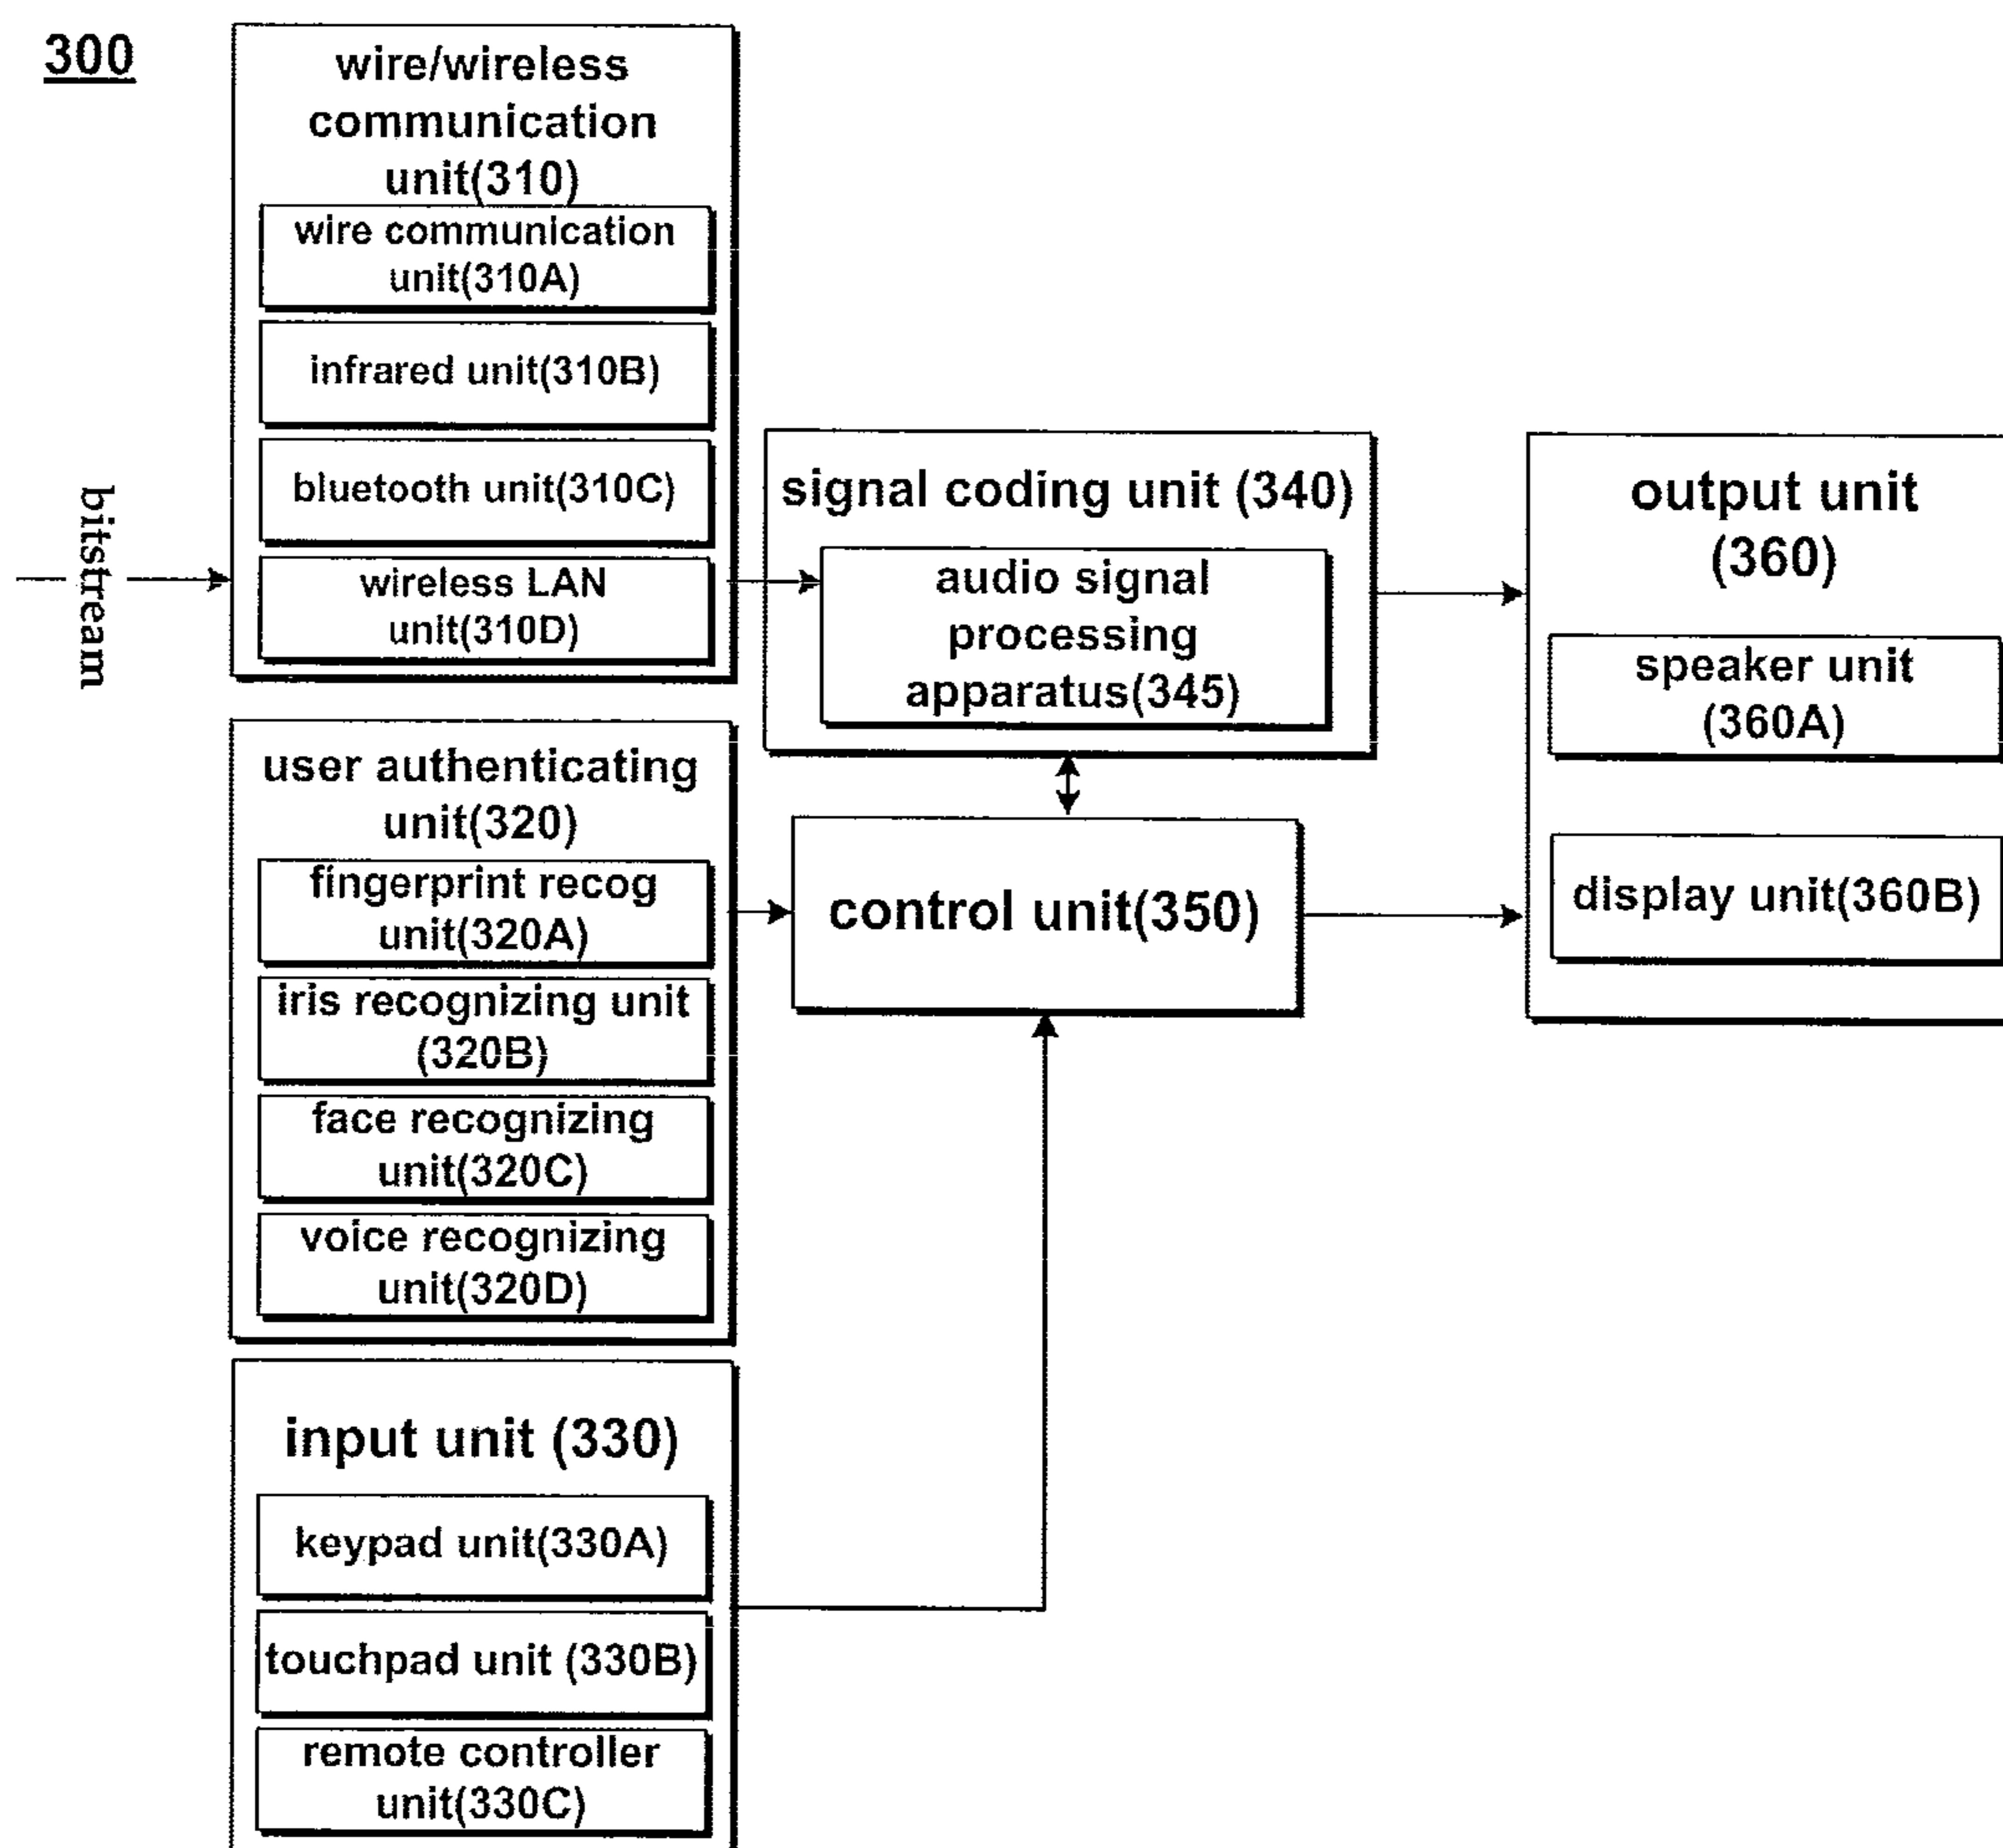 300
wire/wireless
communication
unit(310)
wire communication
unit(310A)
infrared unit(310B)
bluetooth unit(310C)
wireless LAN
unit(310D)
bitstream
user authenticating
unit(320)
fingerprint recog
unit(320A)
iris recognizing unit
(320B)
face recognizing
unit(320C)
voice recognizing
unit(320D)
input unit (330)
keypad unit(330A)
touchpad unit (330B)
remote controller
unit(330C)
signal coding unit (340)
audio signal
processing
apparatus(345)
control unit(350)
output unit
(360)
speaker unit
(360A)
display unit(360B)